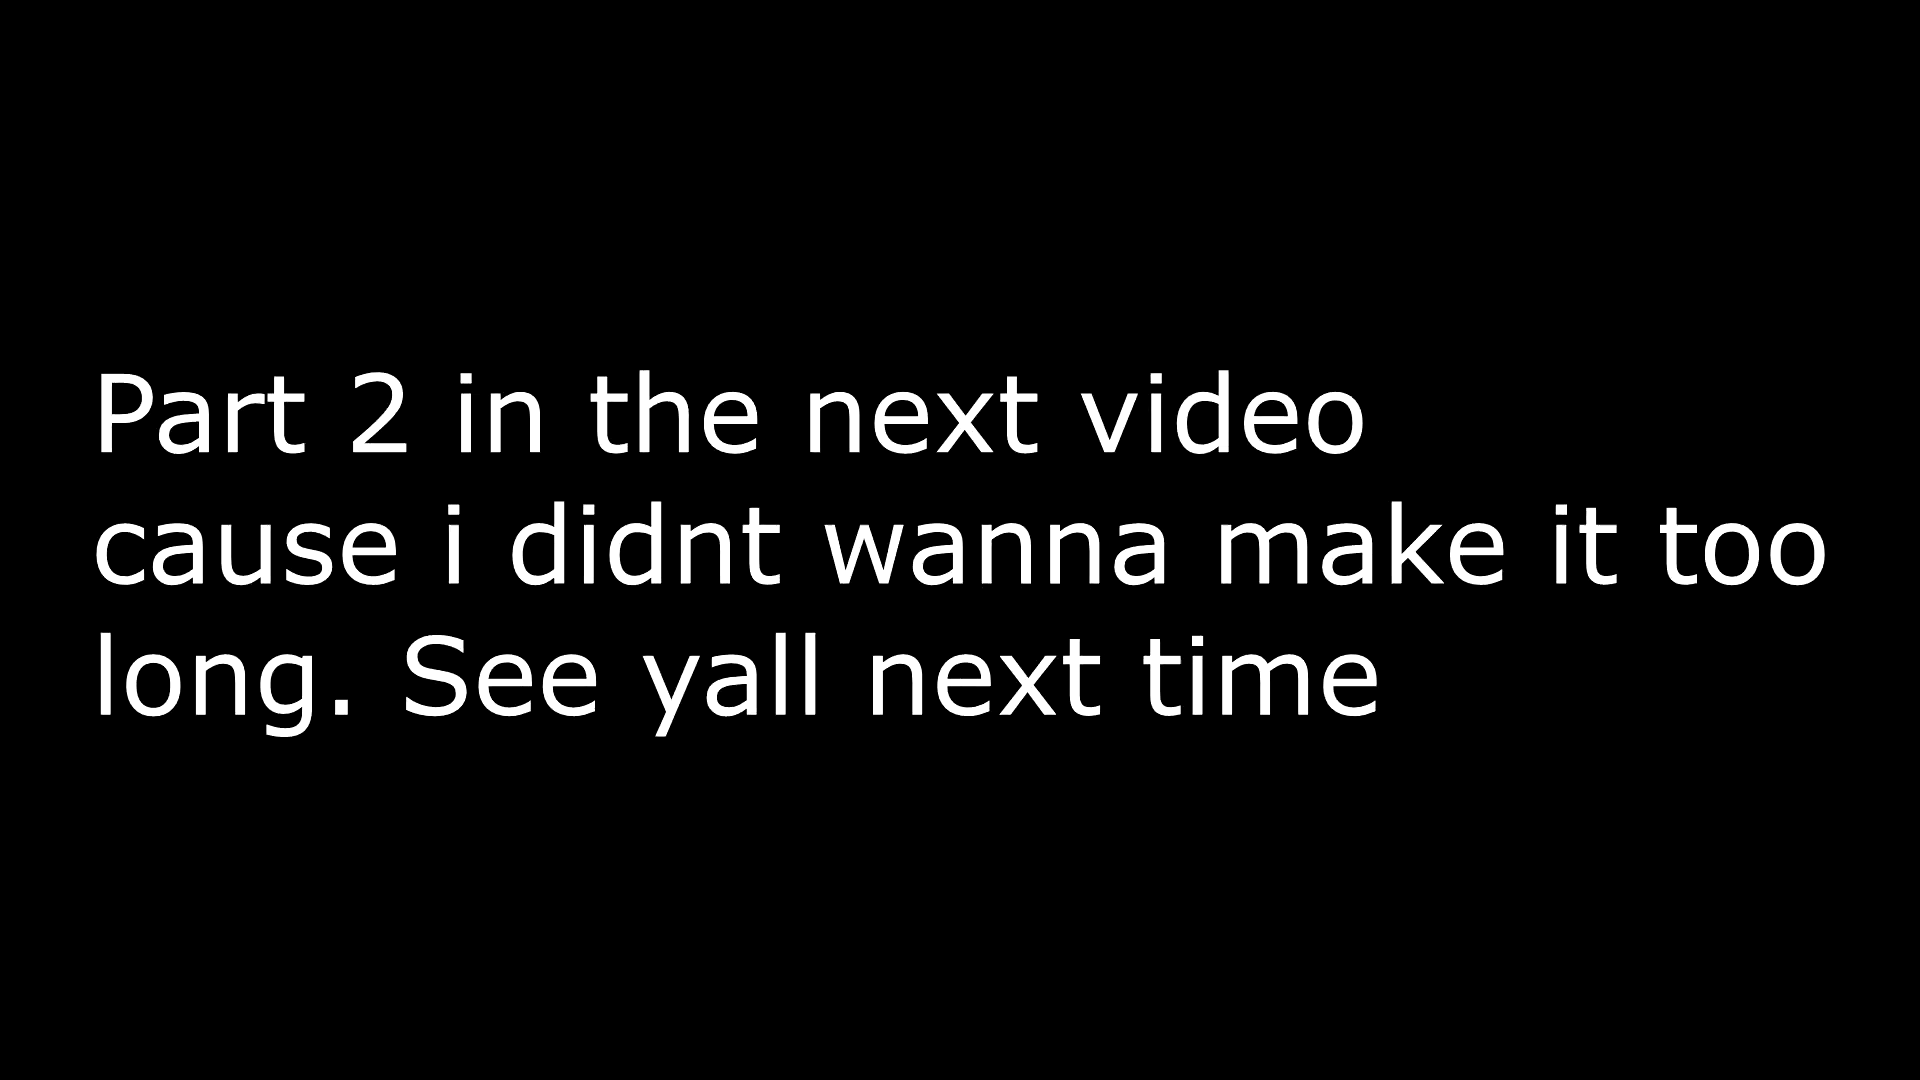 Part 2 in the next video
cause i didnt wanna make it too
long. See yall next time